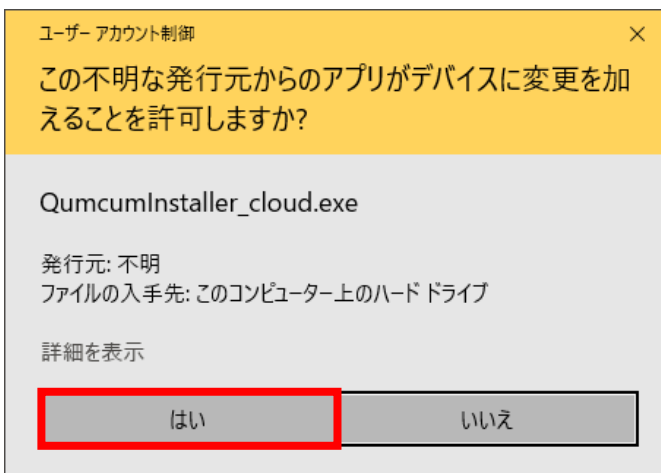 ユーザー アカウント制御
この不明な発行元からのアプリがデバイスに変更を加
えることを許可しますか?
QumcumInstaller_cloud.exe
発行元: 不明
ファイルの入手先: このコンピューター上のハード ドライブ
詳細を表示
はい
いいえ